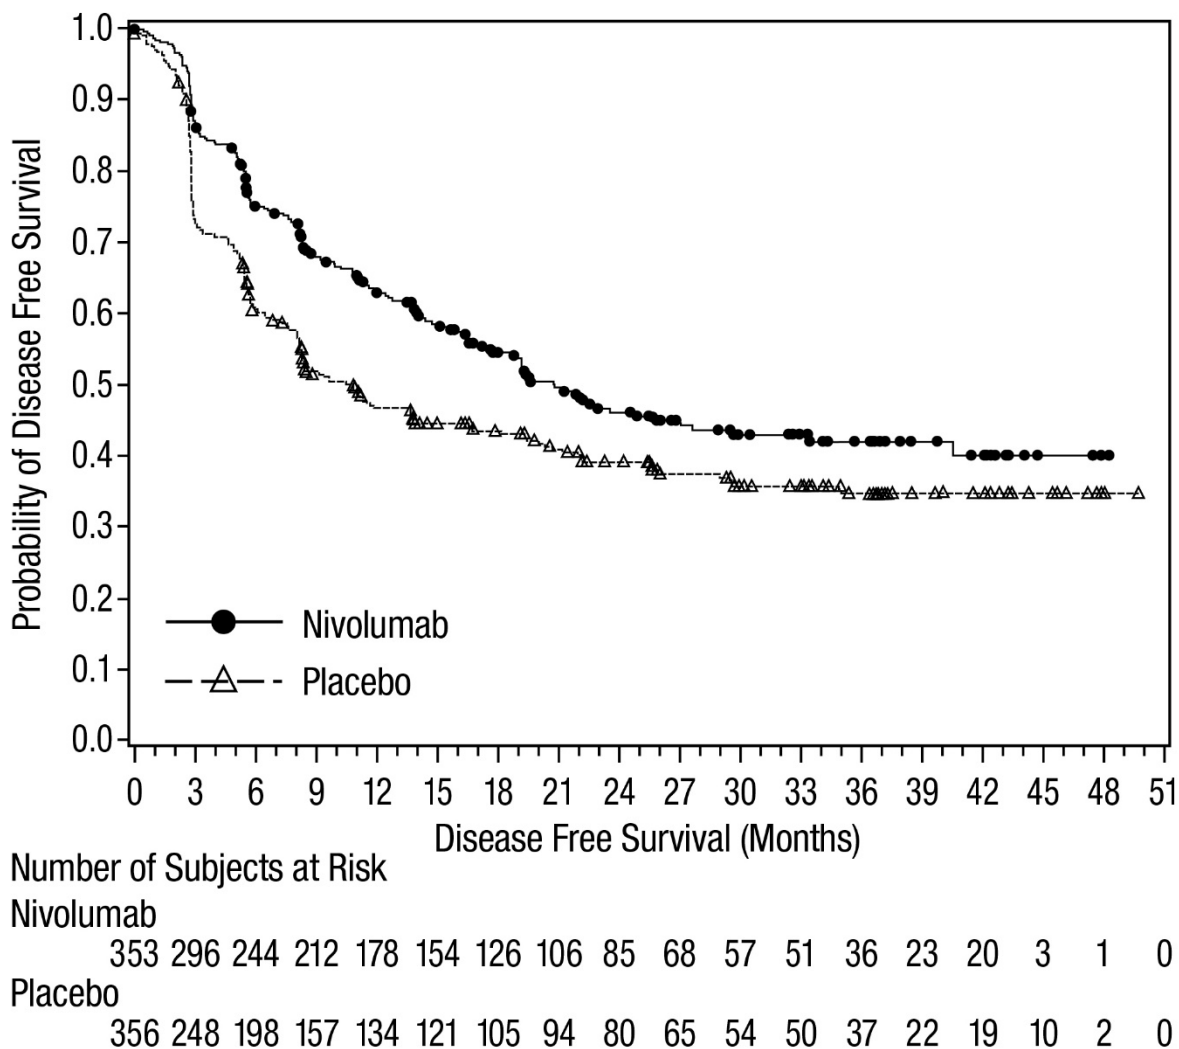 Probability of Disease Free Survival
1.0
0.9
0.8
0.7
0.6
0.5
0.4
0.3
0.2
0.1
0.0
Nivolumab
Placebo
0 3 6 9 12 15 18 21 24 27 30 33 36 39 42 45 48 51
Disease Free Survival (Months)
Number of Subjects at Risk
Nivolumab
353 296 244 212 178 154 126 106 85 68 57 51 36 23 20 3 1 0
Placebo
356 248 198 157 134 121 105 94 80 65 54 50 37 22 19 10 2 0